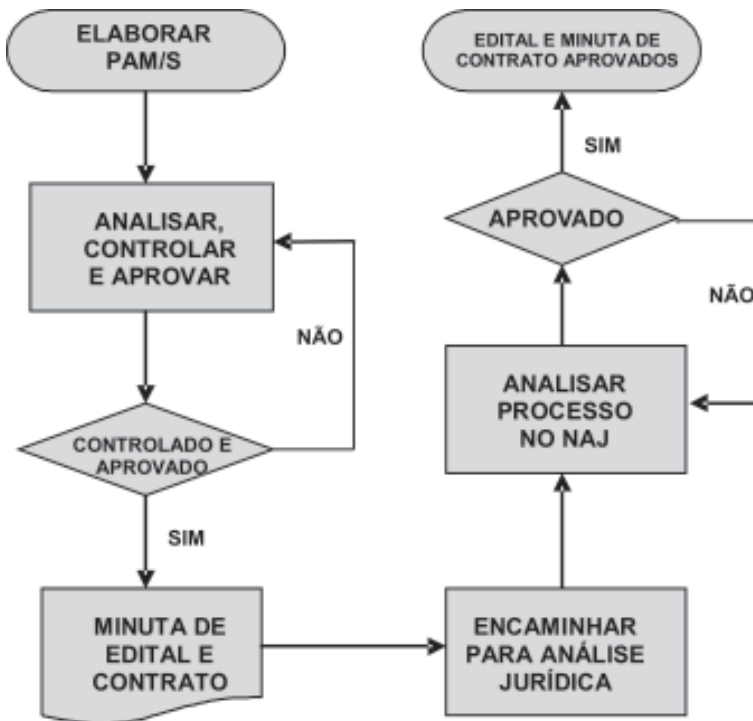 ELABORAR
PAM/S
ANALISAR,
CONTROLAR
E APROVAR
NÃO
CONTROLADO E
APROVADO
SIM
MINUTA DE
EDITAL E
CONTRATO
ENCAMINHAR
PARA ANÁLISE
JURÍDICA
ANALISAR
PROCESSO
NO NAJ
NÃO
APROVADO
SIM
EDITAL E MINUTA DE
CONTRATO APROVADOS